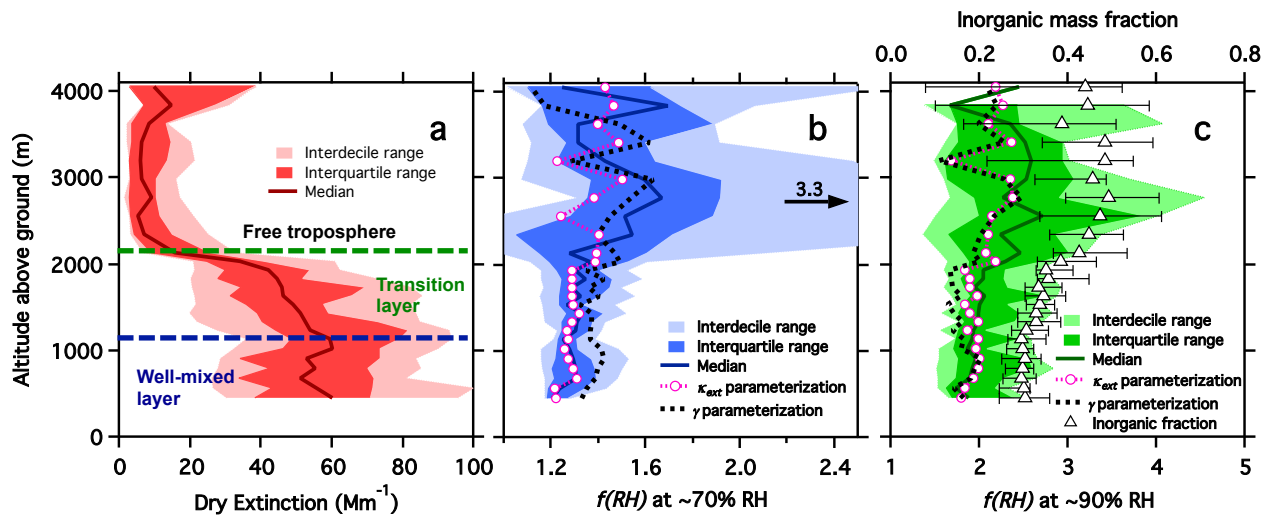 Inorganic mass fraction
0.0 0.2 0.4 0.6 0.8
Altitude above ground (m)
4000
3000
2000
1000
0
a
Interdecile range
Interquartile range
Median
Free troposphere
Transition
layer
Well-mixed
layer
0 20 40 60 80 100
Dry Extinction (Mm⁻¹)
b
3.3
Interdecile range
Interquartile range
Median
κext parameterization
γ parameterization
1.2 1.6 2.0 2.4
f(RH) at ~70% RH
c
Interdecile range
Interquartile range
Median
κext parameterization
γ parameterization
Inorganic fraction
1 2 3 4 5
f(RH) at ~90% RH